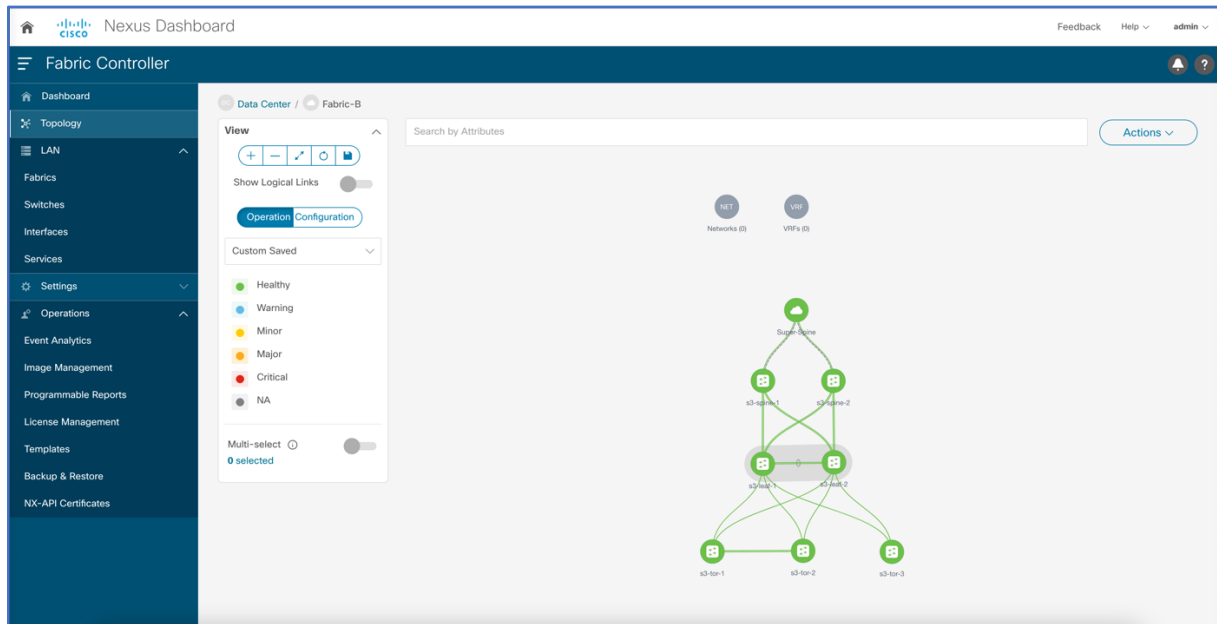 cisco Nexus Dashboard
Feedback Help admin
Fabric Controller
Dashboard
Topology
LAN
Fabrics
Switches
Interfaces
Services
Settings
Operations
Event Analytics
Image Management
Programmable Reports
License Management
Templates
Backup & Restore
NX-API Certificates
Data Center / Fabric-B
View
Show Logical Links
Operation Configuration
Custom Saved
Healthy
Warning
Minor
Major
Critical
NA
Multi-select
0 selected
Search by Attributes
Actions
NET VRF
Networks (0) VRFs (0)
Super-Spine
s3-spine-1 s3-spine-2
s3-leaf-1 s3-leaf-2
s3-tor-1 s3-tor-2 s3-tor-3